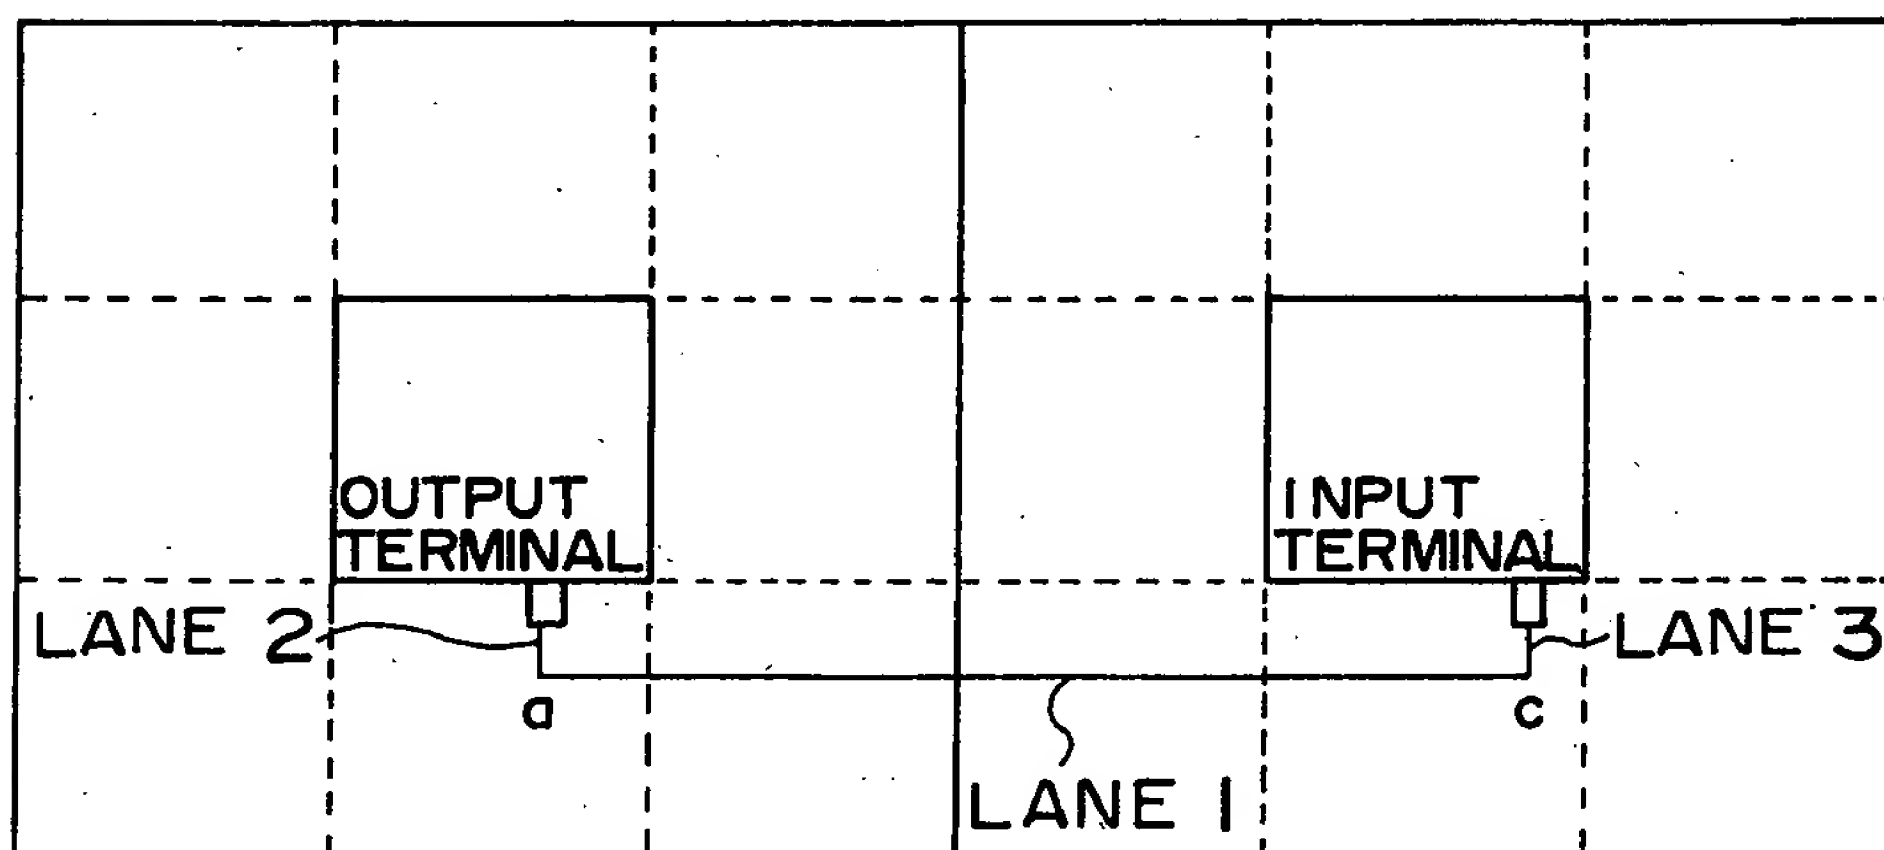 OUTPUT
TERMINAL
INPUT
TERMINAL
LANE 2
LANE 3
a
c
LANE 1